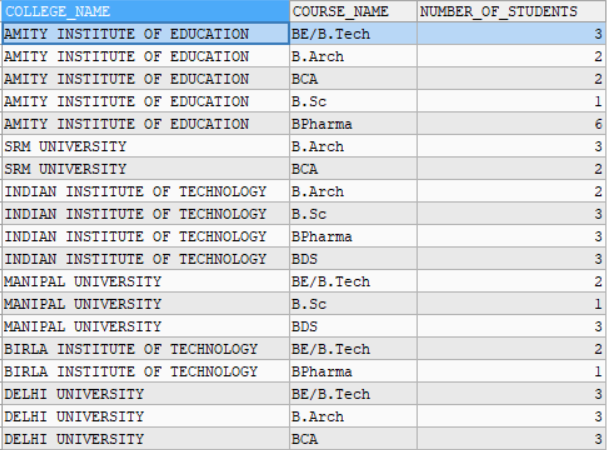 COLLEGE_NAME COURSE_NAME NUMBER_OF_STUDENTS
AMITY INSTITUTE OF EDUCATION BE/B.Tech 3
AMITY INSTITUTE OF EDUCATION B.Arch 2
AMITY INSTITUTE OF EDUCATION BCA 2
AMITY INSTITUTE OF EDUCATION B.Sc 1
AMITY INSTITUTE OF EDUCATION BPharma 6
SRM UNIVERSITY B.Arch 3
SRM UNIVERSITY BCA 2
INDIAN INSTITUTE OF TECHNOLOGY B.Arch 2
INDIAN INSTITUTE OF TECHNOLOGY B.Sc 3
INDIAN INSTITUTE OF TECHNOLOGY BPharma 3
INDIAN INSTITUTE OF TECHNOLOGY BDS 3
MANIPAL UNIVERSITY BE/B.Tech 2
MANIPAL UNIVERSITY B.Sc 1
MANIPAL UNIVERSITY BDS 3
BIRLA INSTITUTE OF TECHNOLOGY BE/B.Tech 2
BIRLA INSTITUTE OF TECHNOLOGY BPharma 1
DELHI UNIVERSITY BE/B.Tech 3
DELHI UNIVERSITY B.Arch 3
DELHI UNIVERSITY BCA 3